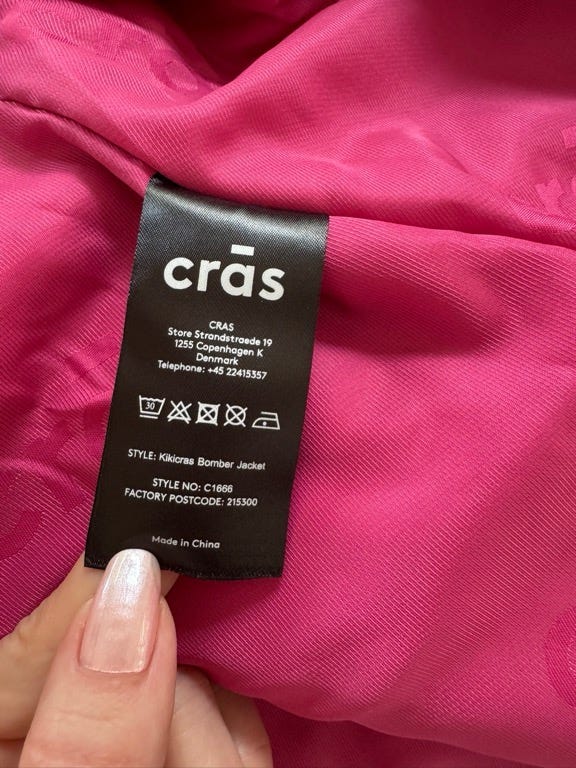 crās
CRAS
Store Strandstraede 19
1255 Copenhagen K
Denmark
Telephone: +45 22415357
30
STYLE: Kikicras Bomber Jacket
STYLE NO: C1666
FACTORY POSTCODE: 215300
Made in China